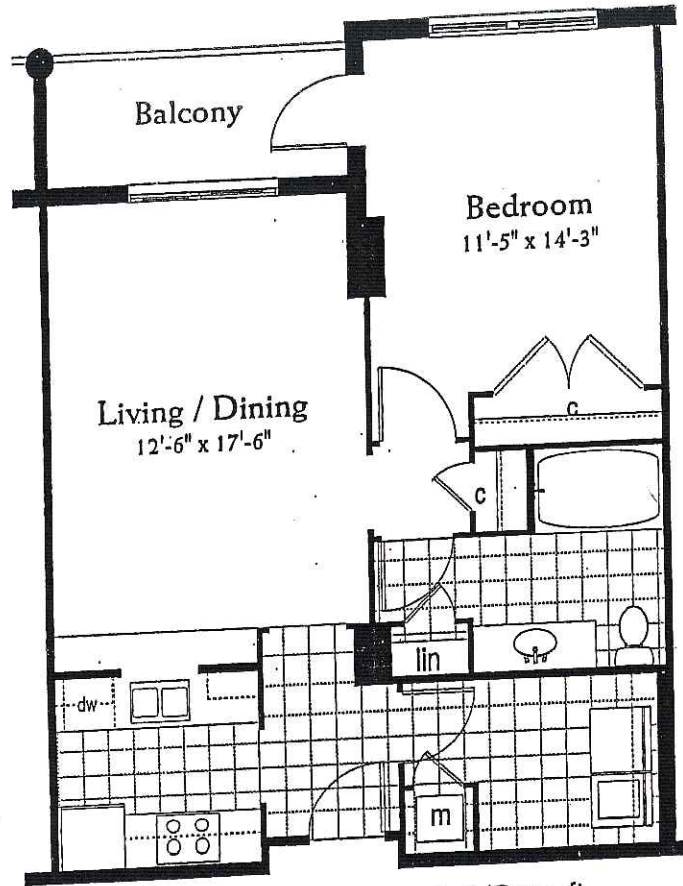 Balcony
Bedroom
11'-5" x 14'-3"
Living / Dining
12'-6" x 17'-6"
c
c
lin
dw
m